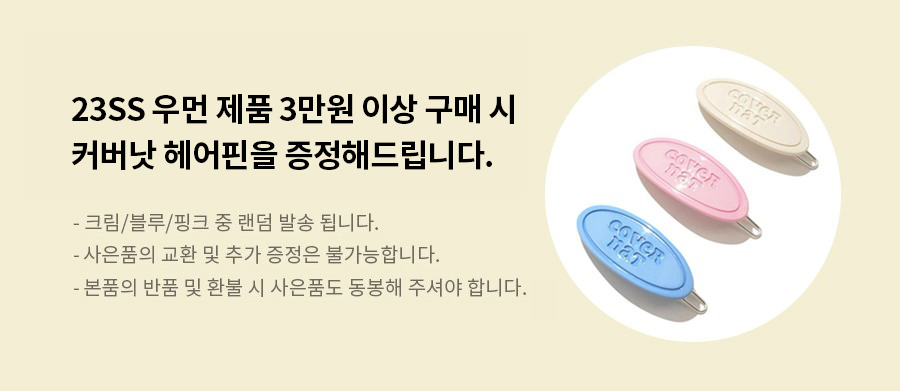 23SS 우먼 제품 3만원 이상 구매 시
커버낫 헤어핀을 증정해드립니다.
- 크림/블루/핑크 중 랜덤 발송 됩니다.
- 사은품의 교환 및 추가 증정은 불가능합니다.
- 본품의 반품 및 환불 시 사은품도 동봉해 주셔야 합니다.
cover
nat
cover
nat
cover
nat